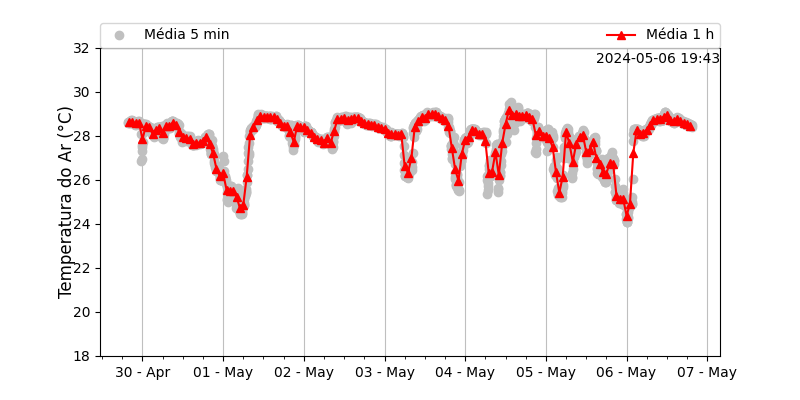 Média 5 min
Média 1 h
2024-05-06 19:43
Temperatura do Ar (°C)
32
30
28
26
24
22
20
18
30 - Apr
01 - May
02 - May
03 - May
04 - May
05 - May
06 - May
07 - May